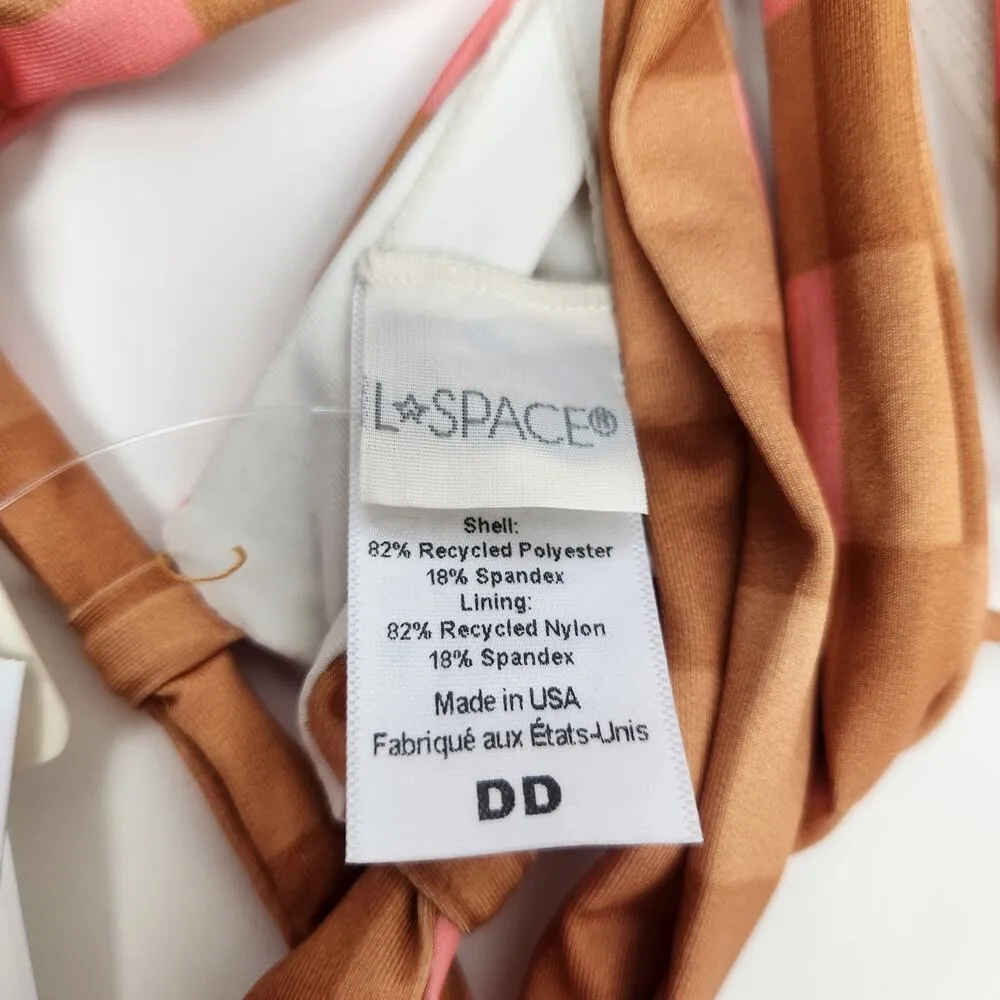 L☆SPACE®
Shell:
82% Recycled Polyester
18% Spandex
Lining:
82% Recycled Nylon
18% Spandex
Made in USA
Fabriqué aux États-Unis
DD